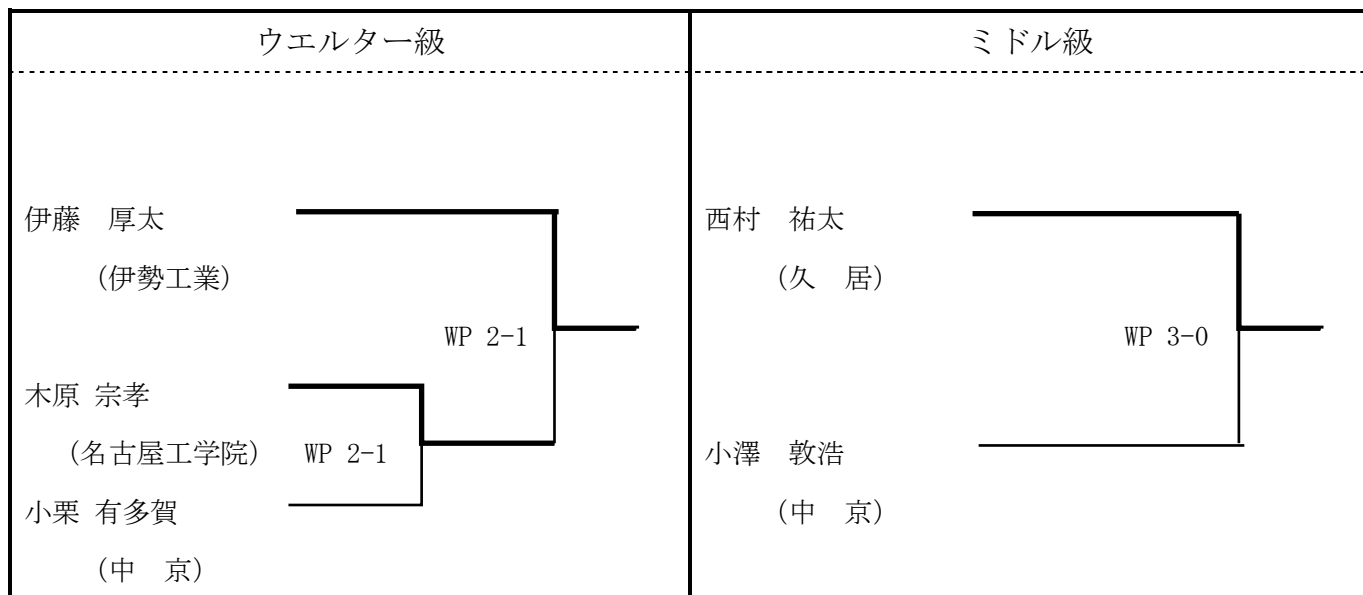 ウエルター級
伊藤　厚太
(伊勢工業)
WP 2-1
木原 宗孝
(名古屋工学院)
WP 2-1
小栗 有多賀
(中　京)
ミドル級
西村　祐太
(久　居)
WP 3-0
小澤　敦浩
(中　京)